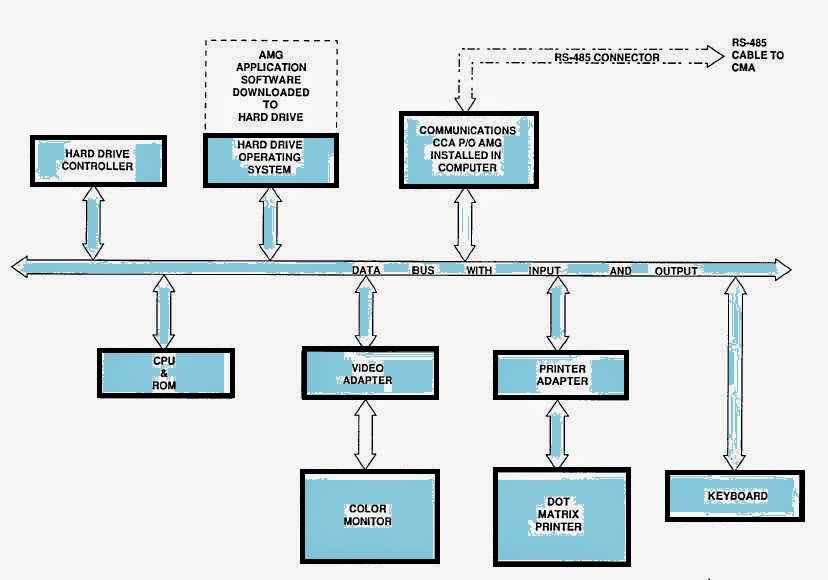 AMG
APPLICATION
SOFTWARE
DOWNLOADED
TO
HARD DRIVE
RS-485 CONNECTOR
RS-485
CABLE TO
CMA
HARD DRIVE
CONTROLLER
HARD DRIVE
OPERATING
SYSTEM
COMMUNICATIONS
CCA P/O AMG
INSTALLED IN
COMPUTER
DATA BUS WITH INPUT AND OUTPUT
CPU
&
ROM
VIDEO
ADAPTER
PRINTER
ADAPTER
COLOR
MONITOR
DOT
MATRIX
PRINTER
KEYBOARD